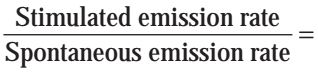 Stimulated emission rate
Spontaneous emission rate =